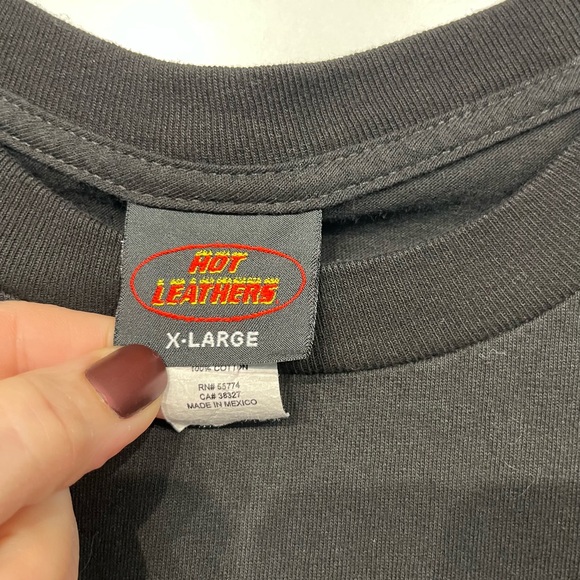 HOT
LEATHERS
X-LARGE
100% COTTON
RN# 65774
CA# 38327
MADE IN MEXICO